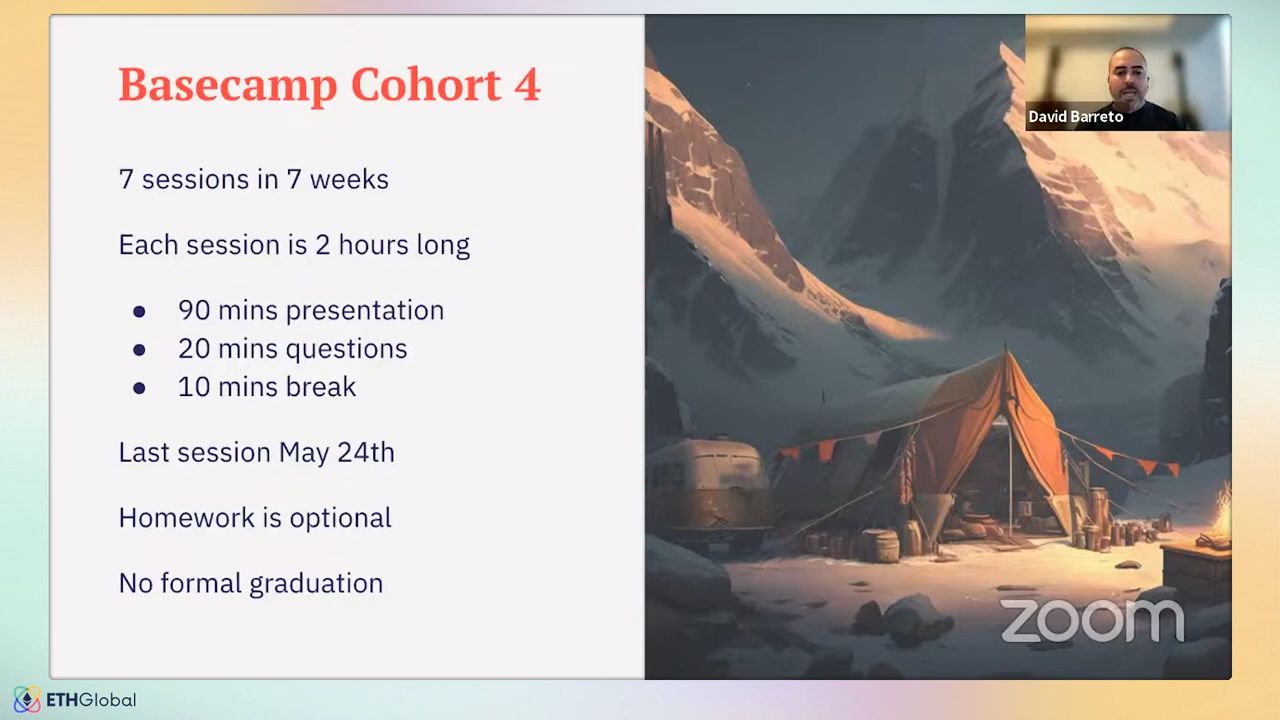 Basecamp Cohort 4
7 sessions in 7 weeks
Each session is 2 hours long
● 90 mins presentation
● 20 mins questions
● 10 mins break
Last session May 24th
Homework is optional
No formal graduation
David Barreto
zoom
ETHGlobal